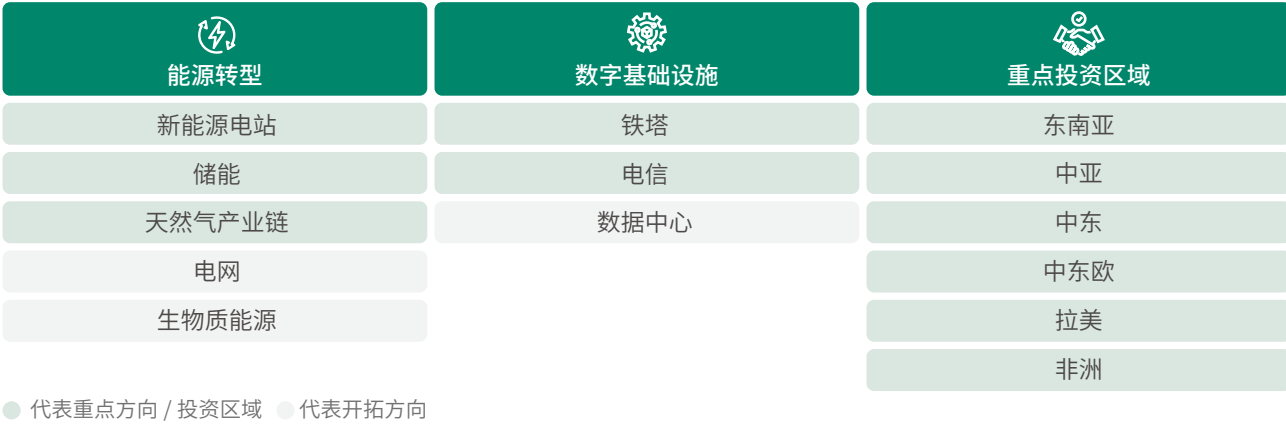 能源转型
新能源电站
储能
天然气产业链
电网
生物质能源
数字基础设施
铁塔
电信
数据中心
重点投资区域
东南亚
中亚
中东
中东欧
拉美
非洲
代表重点方向 / 投资区域 代表开拓方向